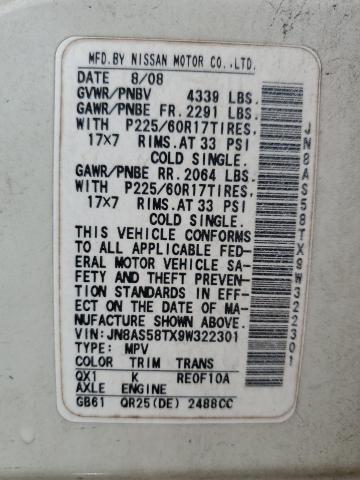 MFD.BY NISSAN MOTOR CO.,LTD.
DATE 8/08
GVWR/PNBV 4339 LBS.
GAWR/PNBE FR.2291 LBS.
WITH P225/60R17TIRES,
17×7 RIMS.AT 33 PSI
COLD SINGLE.
GAWR/PNBE RR.2064 LBS.
WITH P225/60R17TIRES,
17×7 RIMS.AT 33 PSI
COLD SINGLE.
THIS VEHICLE CONFORMS
TO ALL APPLICABLE FED-
ERAL MOTOR VEHICLE SA-
FETY AND THEFT PREVEN-
TION STANDARDS IN EFF-
ECT ON THE DATE OF MA-
NUFACTURE SHOWN ABOVE.
VIN:JN8AS58TX9W322301
TYPE: MPV
COLOR TRIM TRANS
QX1 K RE0F10A
AXLE ENGINE
GB61 QR25(DE) 2488CC
JN8AS58TX9W322301